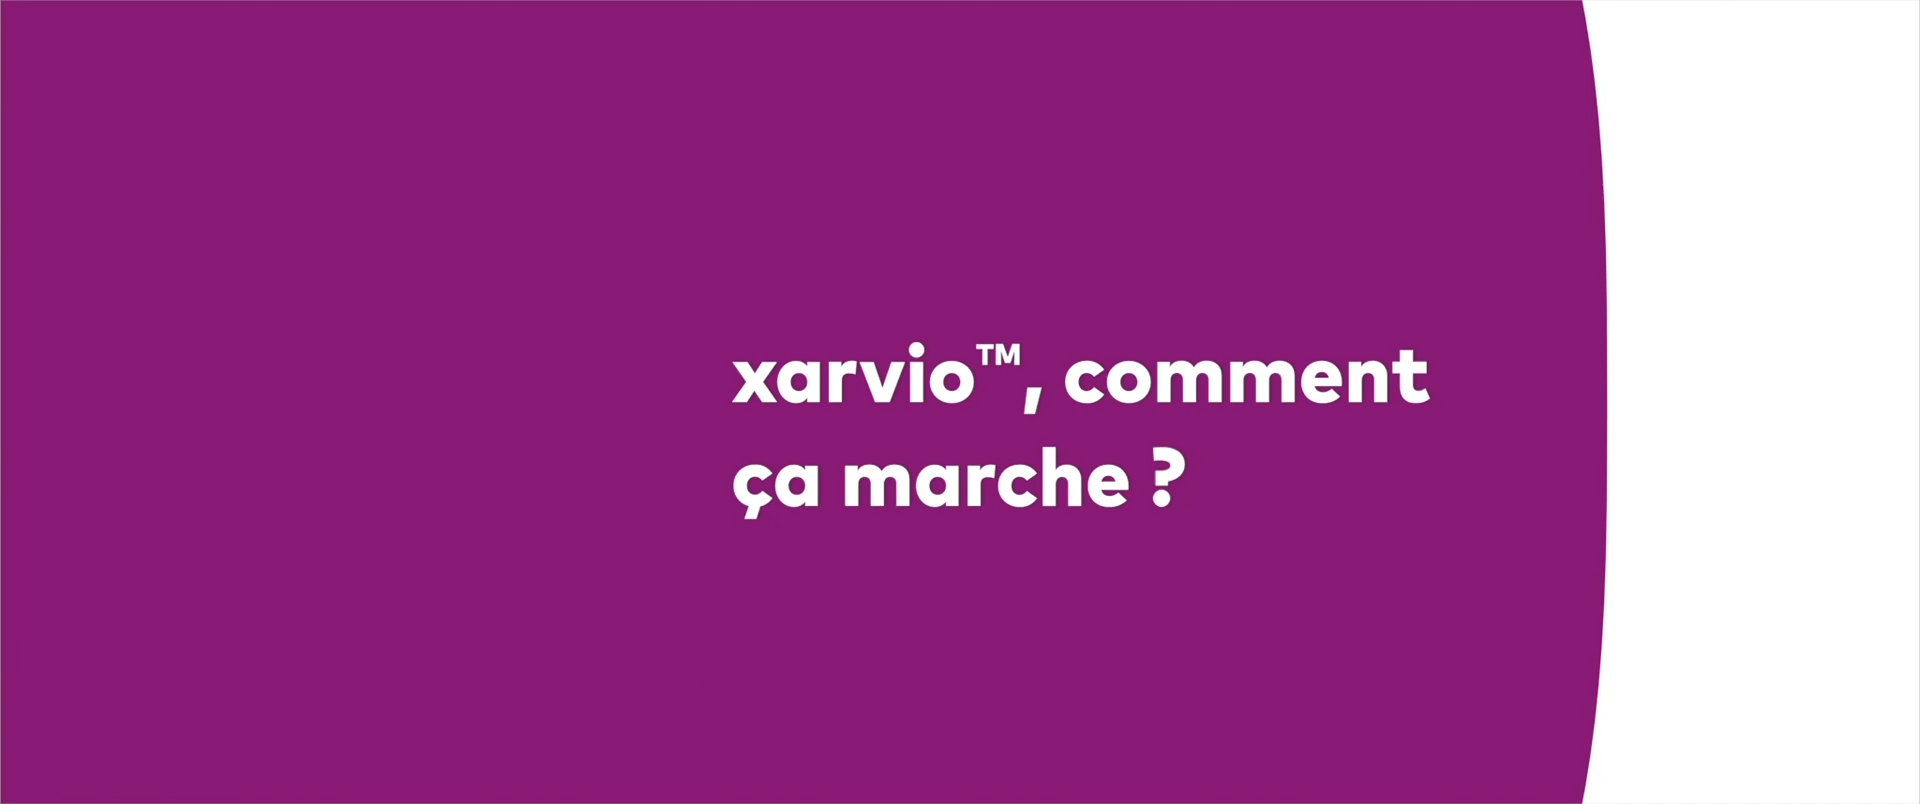 xarvio™, comment
ça marche ?